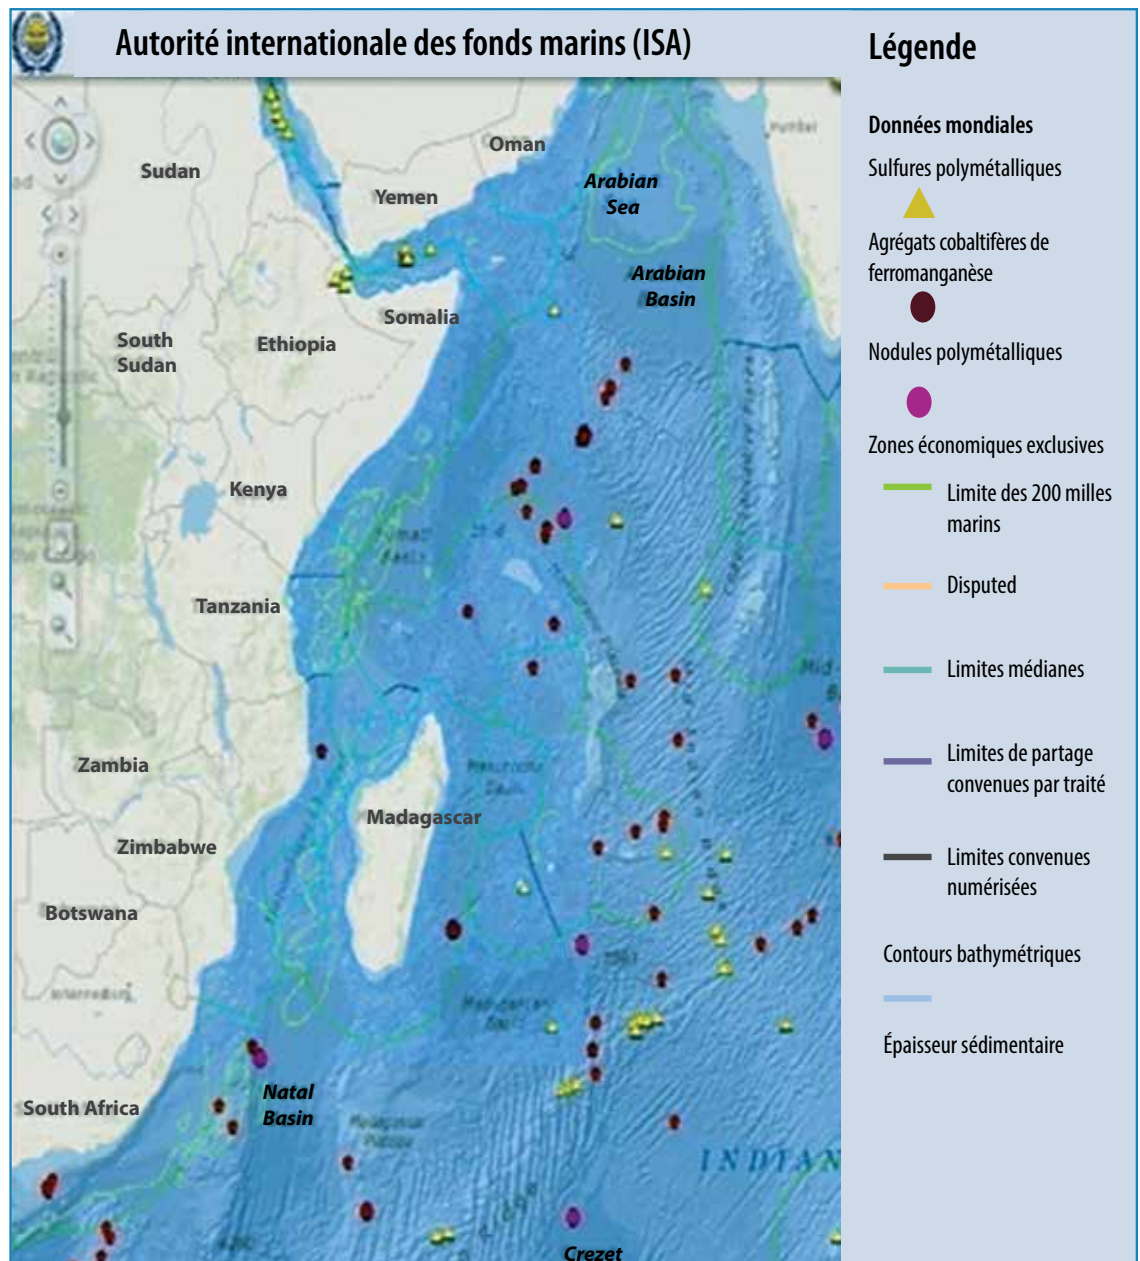 Autorité internationale des fonds marins (ISA)
Légende
Données mondiales
Sulfures polymétalliques
Agrégats cobaltifères de
ferromanganèse
Nodules polymétalliques
Zones économiques exclusives
Limite des 200 milles
marins
Disputed
Limites médianes
Limites de partage
convenues par traité
Limites convenues
numérisées
Contours bathymétriques
Épaisseur sédimentaire
Oman
Sudan
Yemen
Arabian
Sea
Arabian
Basin
Somalia
South
Sudan
Ethiopia
Kenya
Tanzania
Zambia
Madagascar
Zimbabwe
Botswana
South Africa
Natal
Basin
INDIAN
Crezet